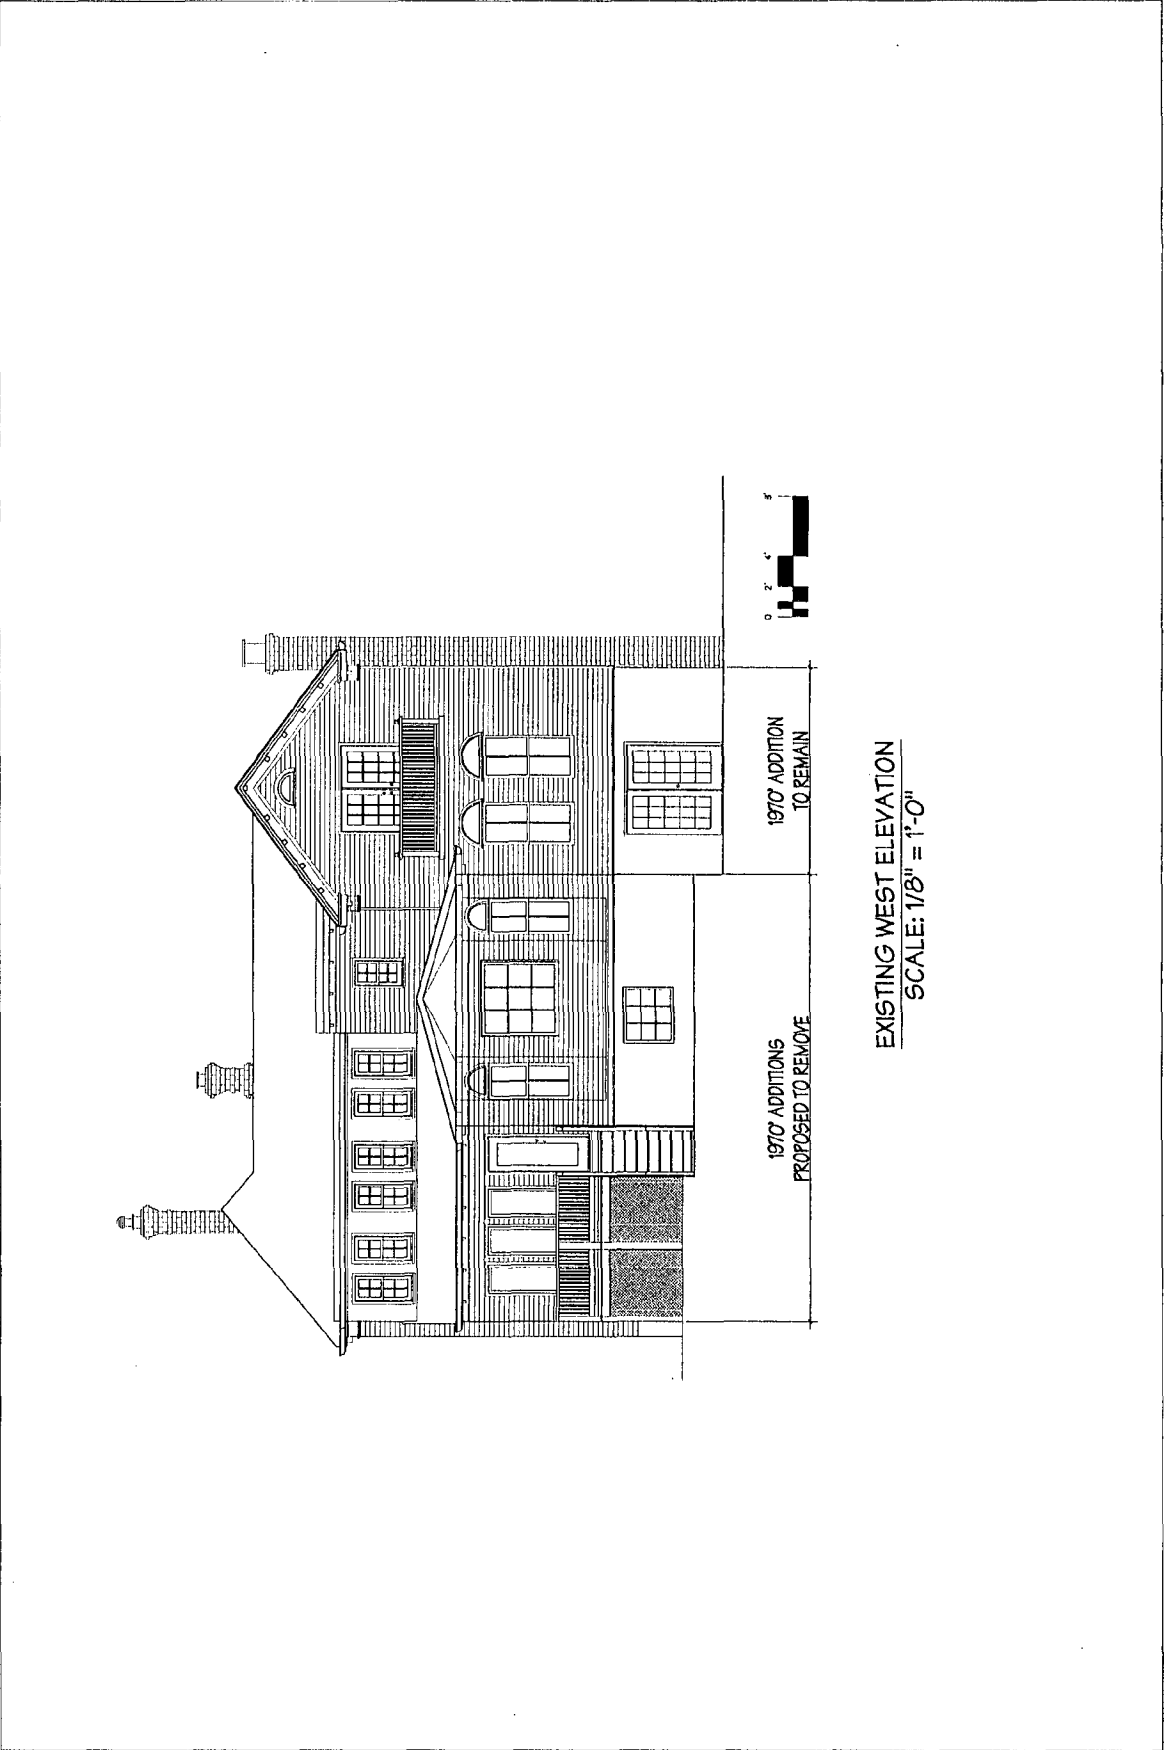 0 2' 4' 8'
1970' ADDITIONS
PROPOSED TO REMOVE
1970' ADDITION
TO REMAIN
EXISTING WEST ELEVATION
SCALE: 1/8" = 1'-0"